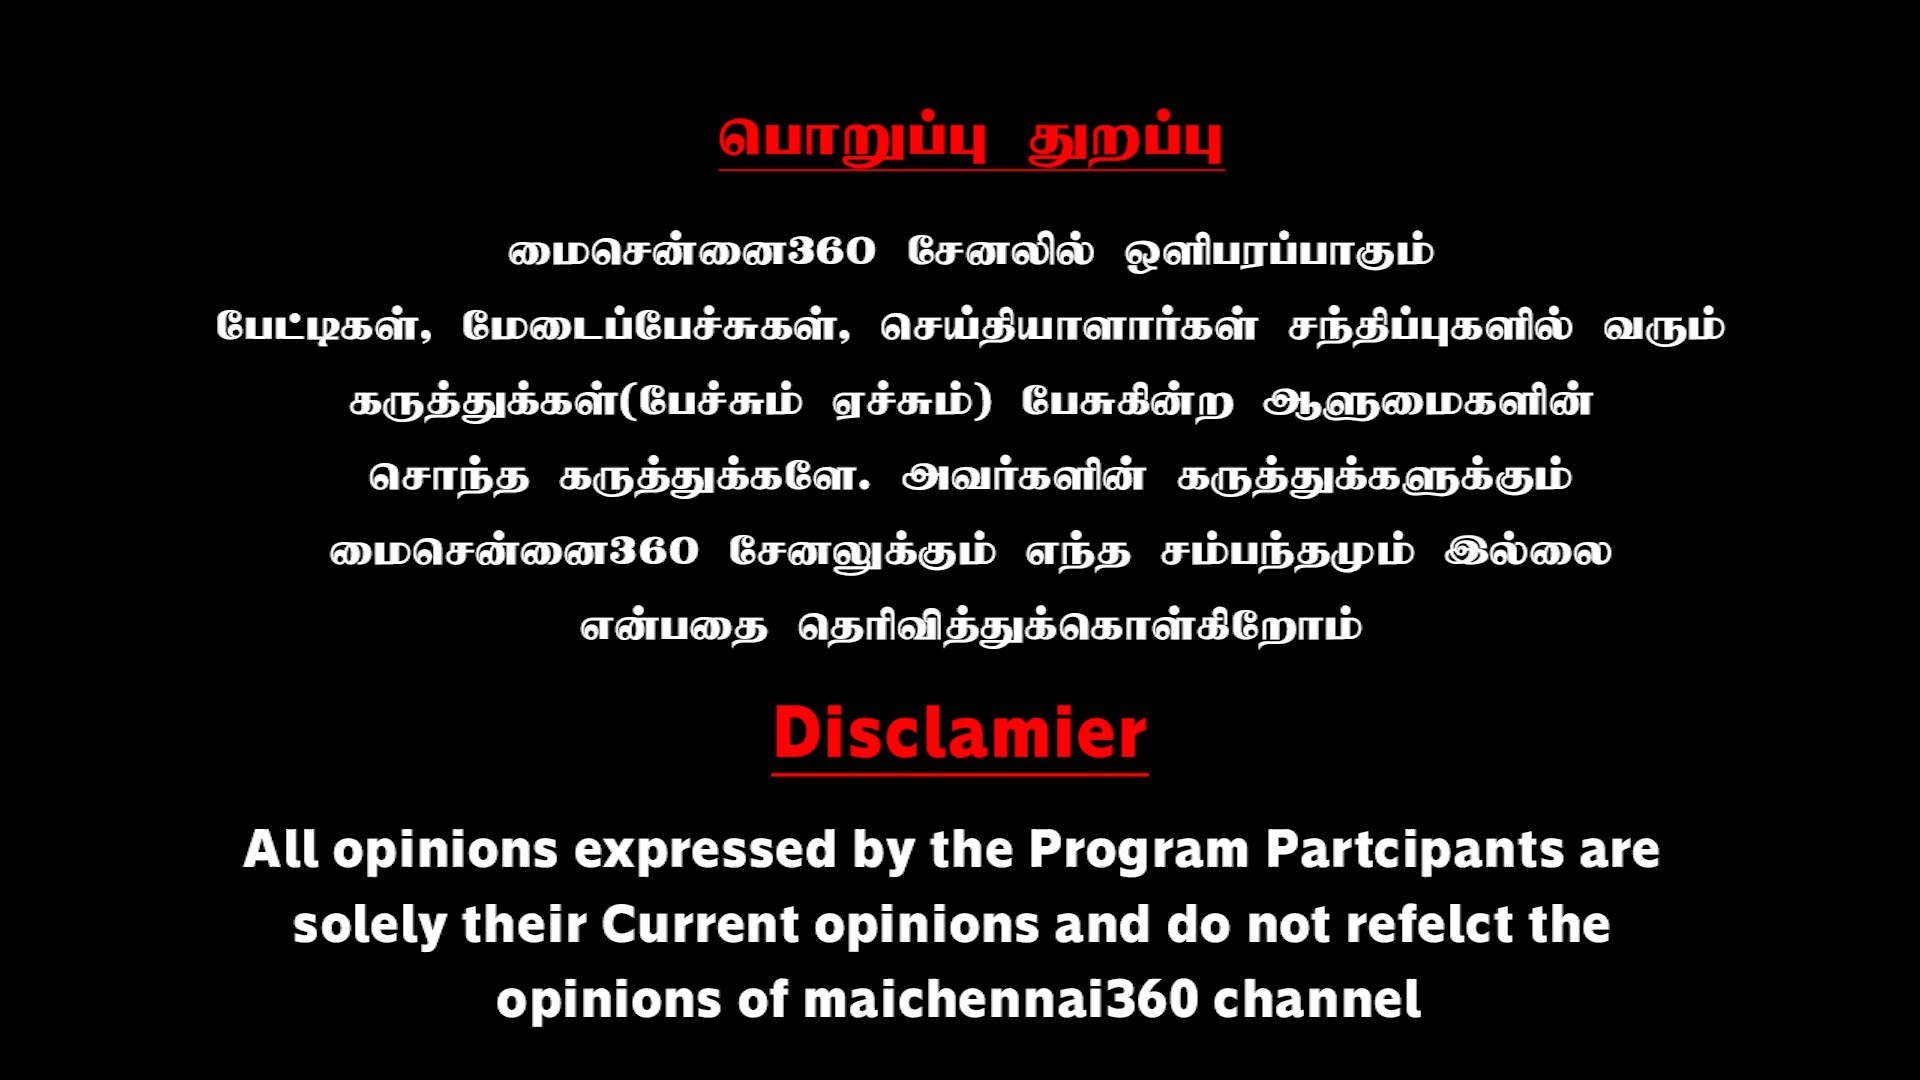 பொறுப்பு துறப்பு
மைசென்னை360 சேனலில் ஒளிபரப்பாகும்
பேட்டிகள், மேடைப்பேச்சுகள், செய்தியாளார்கள் சந்திப்புகளில் வரும்
கருத்துக்கள்(பேச்சும் ஏச்சும்) பேசுகின்ற ஆளுமைகளின்
சொந்த கருத்துக்களே. அவர்களின் கருத்துக்களுக்கும்
மைசென்னை360 சேனலுக்கும் எந்த சம்பந்தமும் இல்லை
என்பதை தெரிவித்துக்கொள்கிறோம்
Disclamier
All opinions expressed by the Program Partcipants are
solely their Current opinions and do not refelct the
opinions of maichennai360 channel